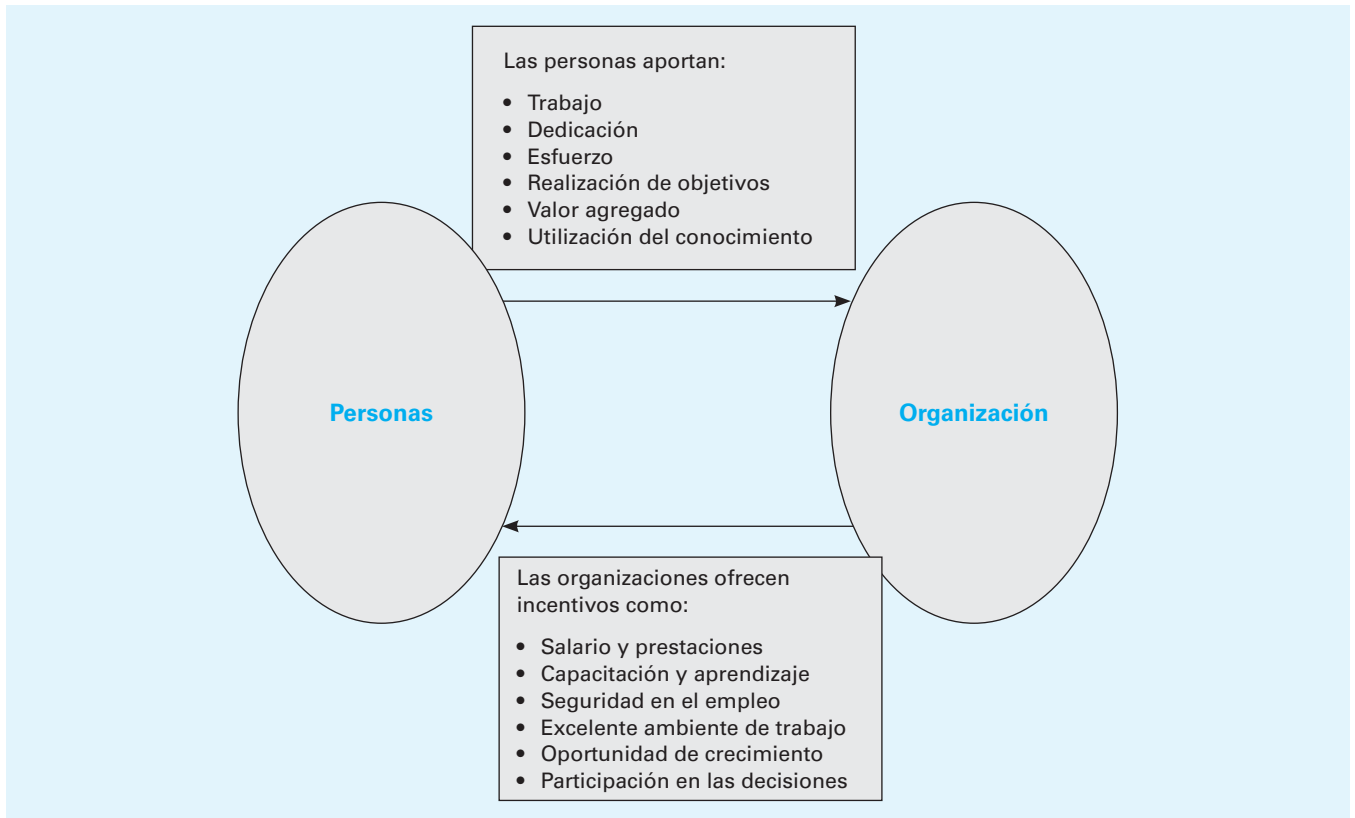 Las personas aportan:
• Trabajo
• Dedicación
• Esfuerzo
• Realización de objetivos
• Valor agregado
• Utilización del conocimiento
Personas
Organización
Las organizaciones ofrecen
incentivos como:
• Salario y prestaciones
• Capacitación y aprendizaje
• Seguridad en el empleo
• Excelente ambiente de trabajo
• Oportunidad de crecimiento
• Participación en las decisiones